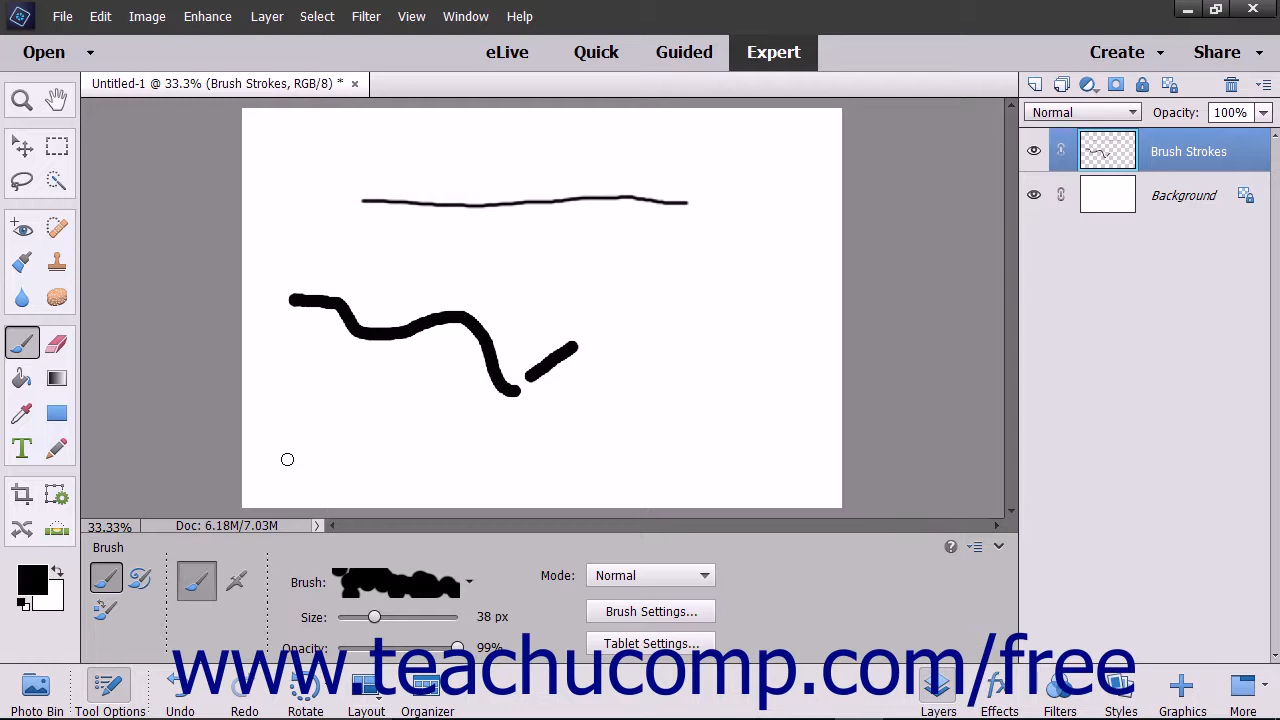 File Edit Image Enhance Layer Select Filter View Window Help
Open eLive Quick Guided Expert Create Share
Untitled-1 @ 33.3% (Brush Strokes, RGB/8) *
Normal Opacity: 100%
Brush Strokes
Background
T
33.33% Doc: 6.18M/7.03M
Brush
Brush: Mode: Normal
Size: 38 px Brush Settings...
Opacity: 99% Tablet Settings...
www.teachucomp.com/free
Photo Bin Tool Options Undo Redo Rotate Layout Organizer Layers Effects Filters Styles Graphics More